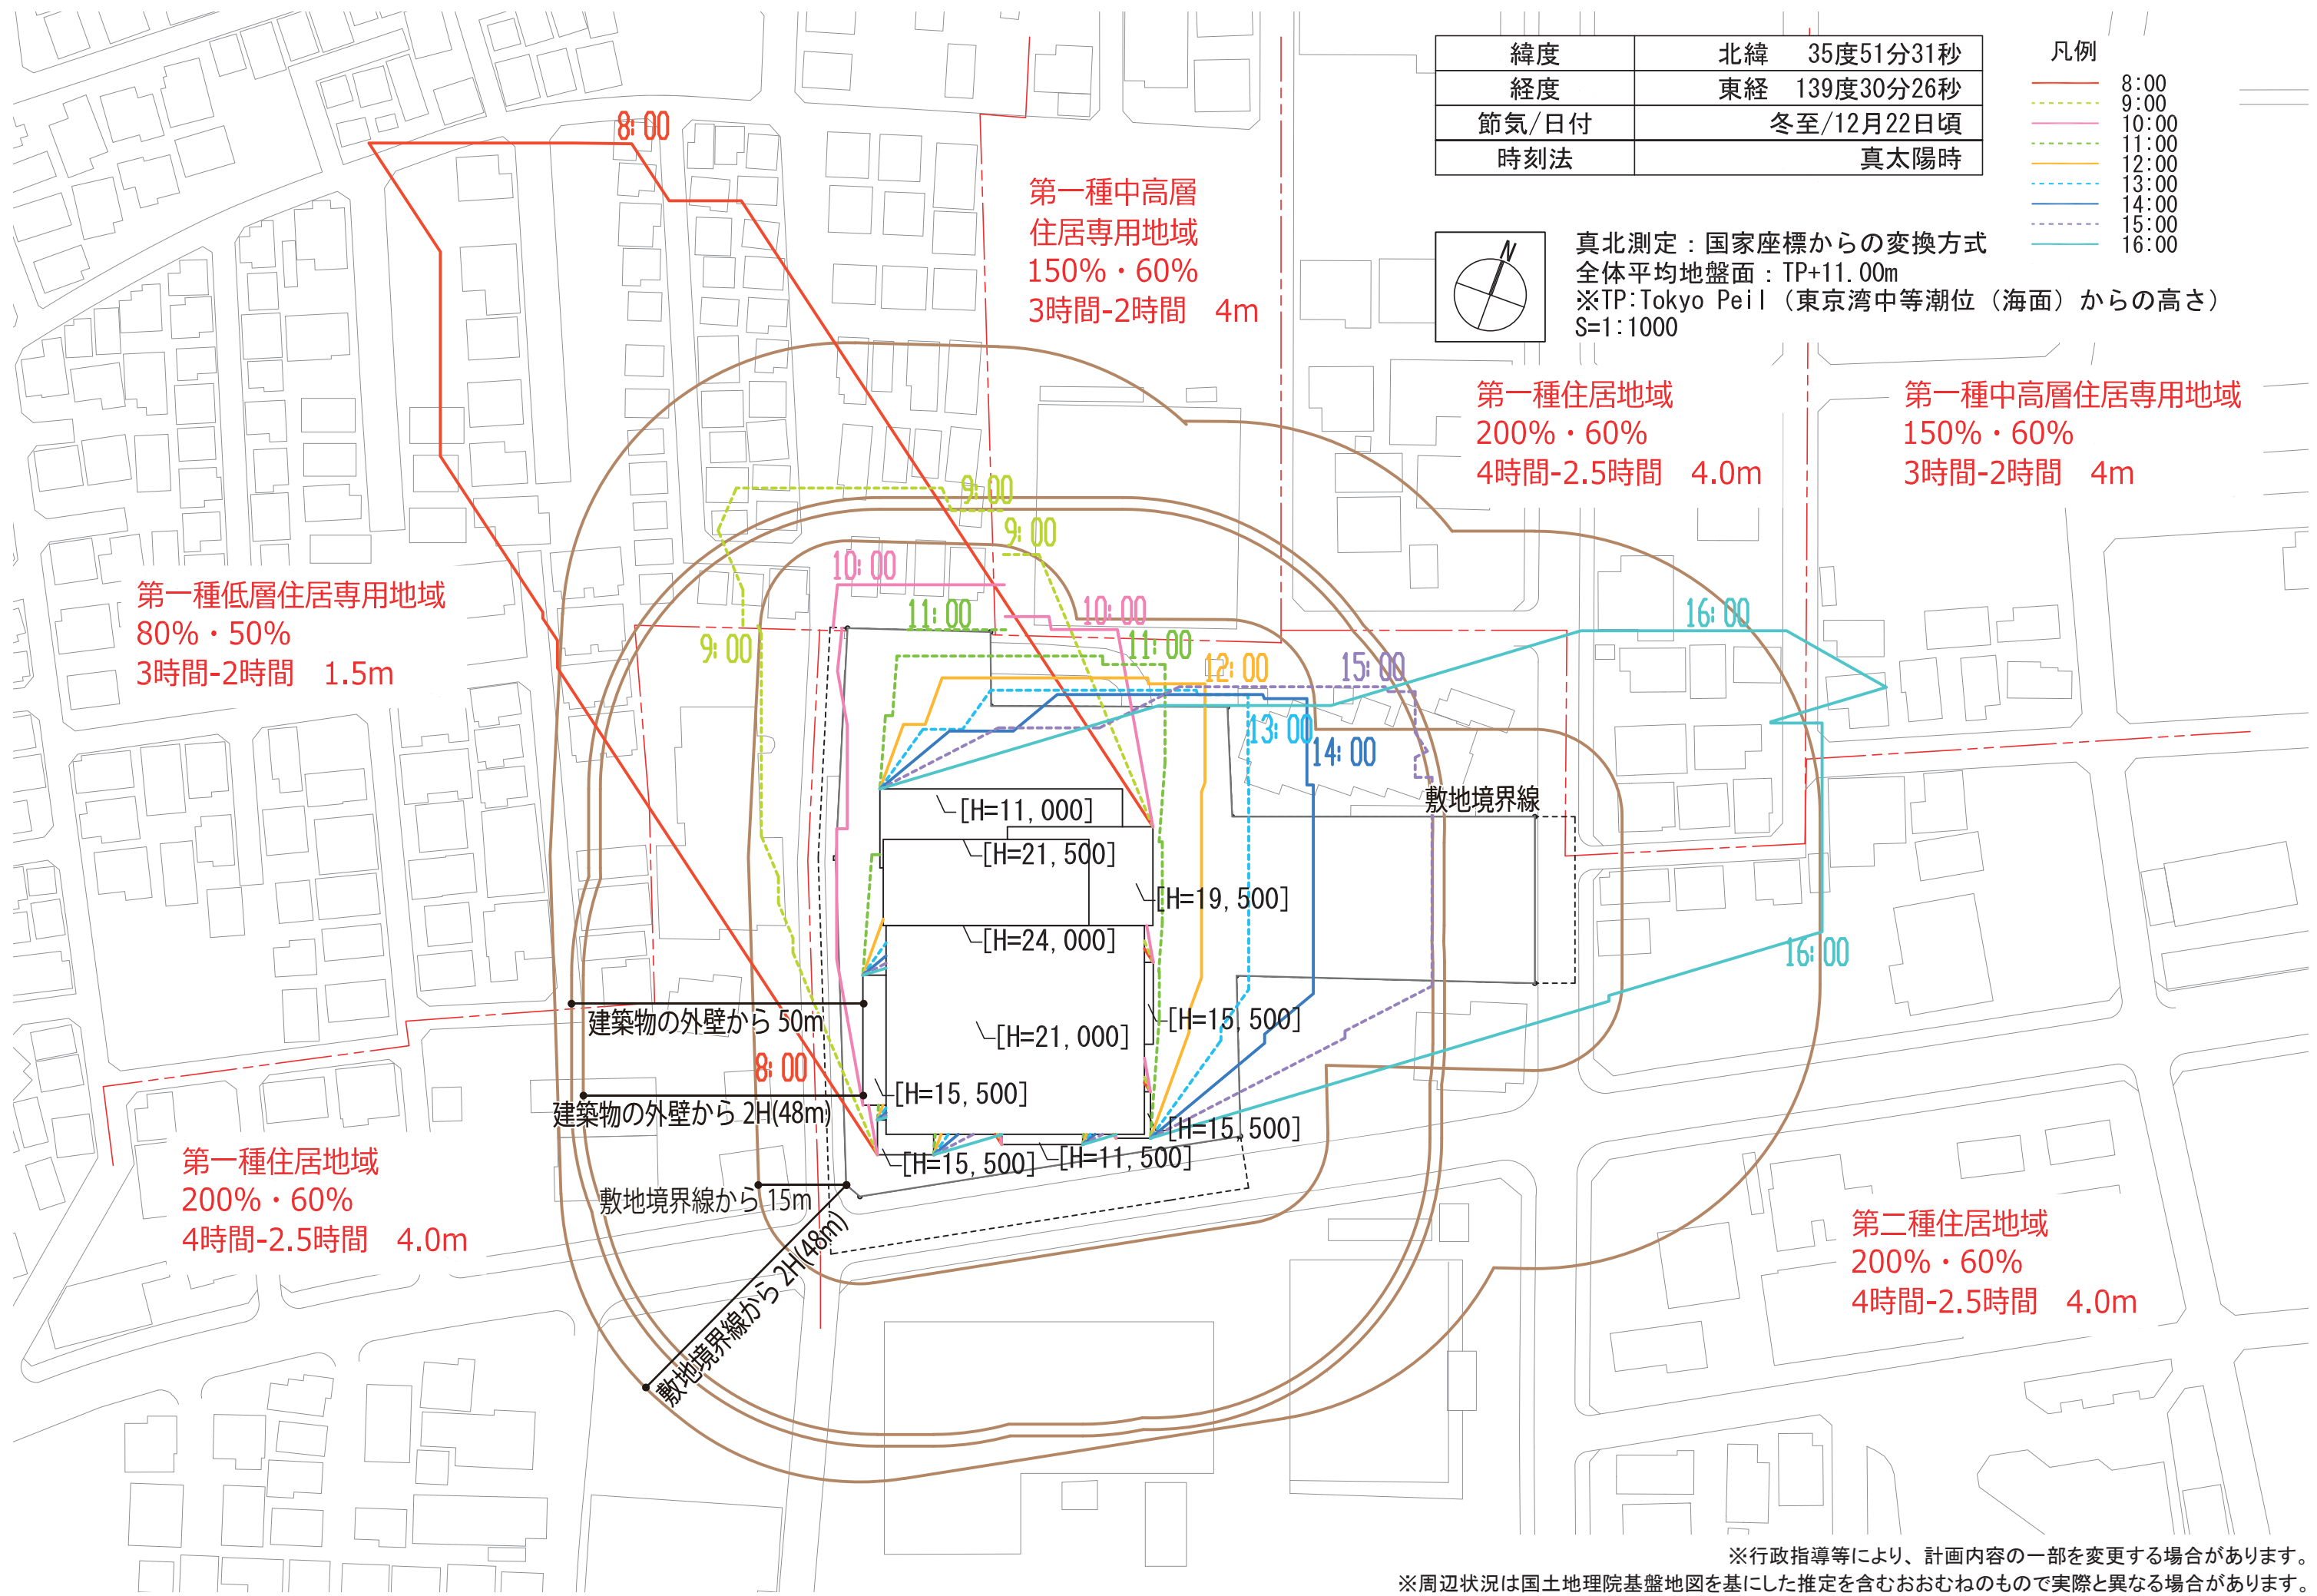 緯度 北緯 35度51分31秒
経度 東経 139度30分26秒
節気/日付 冬至/12月22日頃
時刻法 真太陽時
凡例
8:00
9:00
10:00
11:00
12:00
13:00
14:00
15:00
16:00
N
真北測定：国家座標からの変換方式
全体平均地盤面：TP+11.00m
※TP:Tokyo Peil（東京湾中等潮位（海面）からの高さ）
S=1:1000
8:00
第一種中高層
住居専用地域
150%・60%
3時間-2時間 4m
第一種住居地域
200%・60%
4時間-2.5時間 4.0m
第一種中高層住居専用地域
150%・60%
3時間-2時間 4m
9:00
9:00
10:00
第一種低層住居専用地域
80%・50%
3時間-2時間 1.5m
11:00
10:00
16:00
9:00
11:00
12:00
15:00
13:00
14:00
敷地境界線
[H=11,000]
[H=21,500]
[H=19,500]
[H=24,000]
16:00
建築物の外壁から 50m
[H=15,500]
[H=21,000]
8:00
[H=15,500]
建築物の外壁から 2H(48m)
[H=15,500]
[H=15,500]
[H=11,500]
第一種住居地域
200%・60%
4時間-2.5時間 4.0m
敷地境界線から 15m
敷地境界線から 2H(48m)
第二種住居地域
200%・60%
4時間-2.5時間 4.0m
※行政指導等により、計画内容の一部を変更する場合があります。
※周辺状況は国土地理院基盤地図を基にした推定を含むおおむねのもので実際と異なる場合があります。